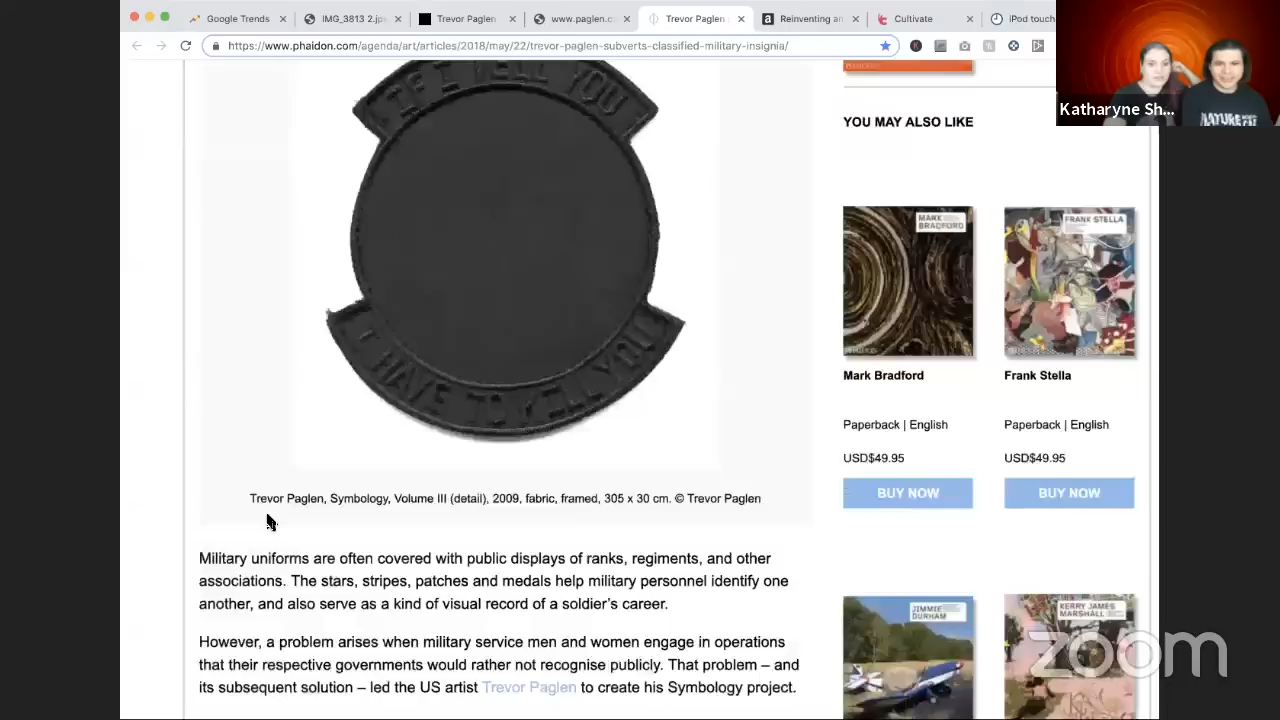 Google Trends
IMG_3813 2.jp
Trevor Paglen
www.paglen.c
Trevor Paglen
Reinventing an
Cultivate
iPod touch
https://www.phaidon.com/agenda/art/articles/2018/may/22/trevor-paglen-subverts-classified-military-insignia/
Katharyne Sh...
IF I TELL YOU
I HAVE TO KILL YOU
Trevor Paglen, Symbology, Volume III (detail), 2009, fabric, framed, 305 x 30 cm. © Trevor Paglen
Military uniforms are often covered with public displays of ranks, regiments, and other
associations. The stars, stripes, patches and medals help military personnel identify one
another, and also serve as a kind of visual record of a soldier’s career.
However, a problem arises when military service men and women engage in operations
that their respective governments would rather not recognise publicly. That problem – and
its subsequent solution – led the US artist Trevor Paglen to create his Symbology project.
YOU MAY ALSO LIKE
MARK
BRADFORD
FRANK STELLA
Mark Bradford
Frank Stella
Paperback | English
Paperback | English
USD$49.95
USD$49.95
BUY NOW
BUY NOW
JIMMIE
DURHAM
KERRY JAMES
MARSHALL
zoom